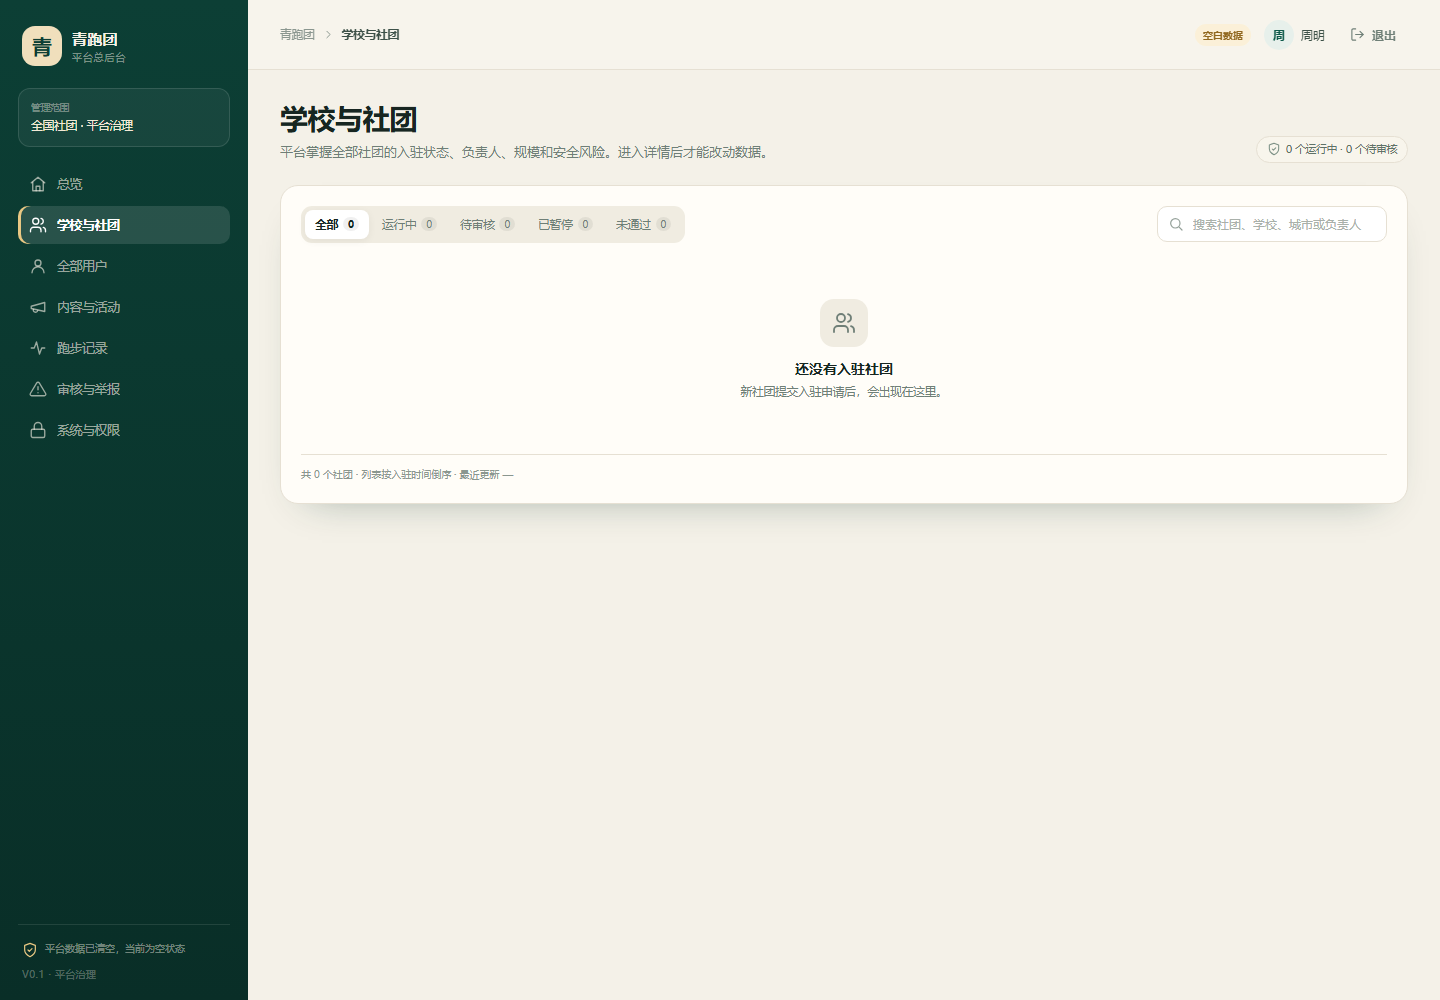 青
青跑团
平台总后台
管理范围
全国社团 · 平台治理
总览
学校与社团
全部用户
内容与活动
跑步记录
审核与举报
系统与权限
平台数据已清空，当前为空状态
V0.1 · 平台治理
青跑团 > 学校与社团
空白数据
周 周明
退出
学校与社团
平台掌握全部社团的入驻状态、负责人、规模和安全风险。进入详情后才能改动数据。
0 个运行中 · 0 个待审核
全部 0 运行中 0 待审核 0 已暂停 0 未通过 0
搜索社团、学校、城市或负责人
还没有入驻社团
新社团提交入驻申请后，会出现在这里。
共 0 个社团 · 列表按入驻时间倒序 · 最近更新 —